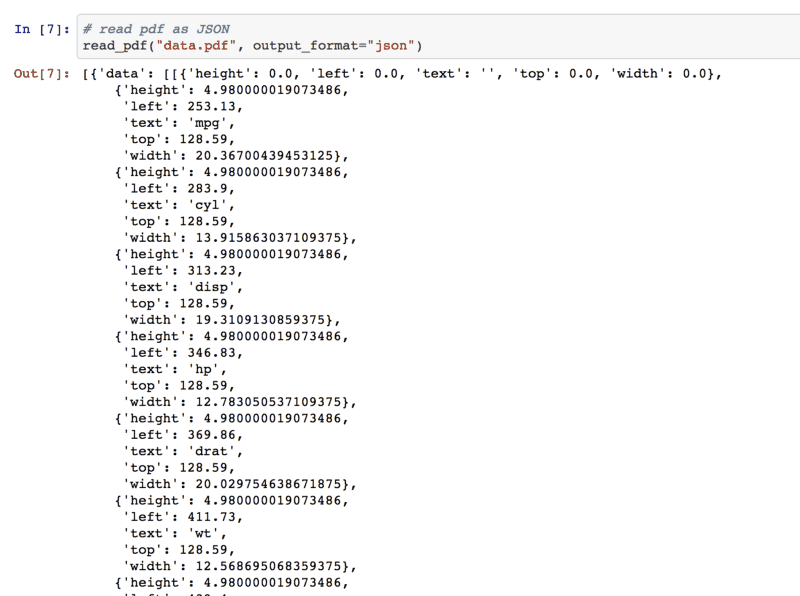 In [7]: # read pdf as JSON
read_pdf("data.pdf", output_format="json")
Out[7]: [{'data': [[{'height': 0.0, 'left': 0.0, 'text': '', 'top': 0.0, 'width': 0.0},
{'height': 4.980000019073486,
'left': 253.13,
'text': 'mpg',
'top': 128.59,
'width': 20.36700439453125},
{'height': 4.980000019073486,
'left': 283.9,
'text': 'cyl',
'top': 128.59,
'width': 13.915863037109375},
{'height': 4.980000019073486,
'left': 313.23,
'text': 'disp',
'top': 128.59,
'width': 19.3109130859375},
{'height': 4.980000019073486,
'left': 346.83,
'text': 'hp',
'top': 128.59,
'width': 12.783050537109375},
{'height': 4.980000019073486,
'left': 369.86,
'text': 'drat',
'top': 128.59,
'width': 20.029754638671875},
{'height': 4.980000019073486,
'left': 411.73,
'text': 'wt',
'top': 128.59,
'width': 12.568695068359375},
{'height': 4.980000019073486,